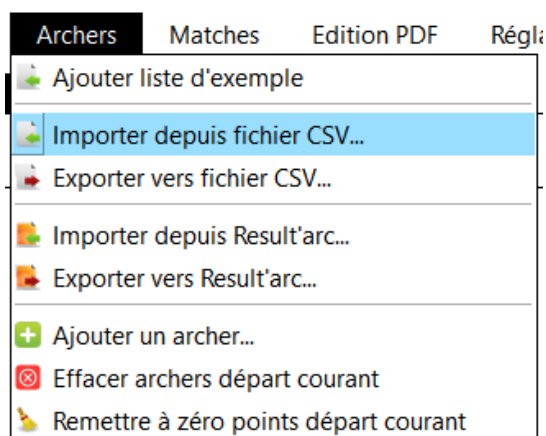 Archers Matches Edition PDF Régla
Ajouter liste d'exemple
Importer depuis fichier CSV...
Exporter vers fichier CSV...
Importer depuis Result'arc...
Exporter vers Result'arc...
Ajouter un archer...
Effacer archers départ courant
Remettre à zéro points départ courant